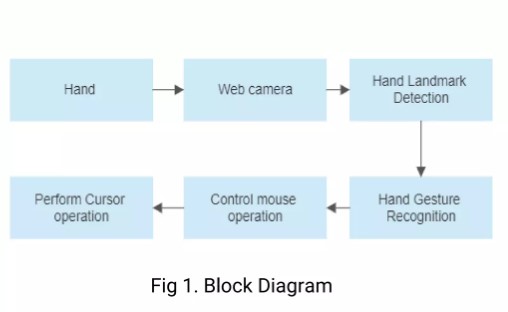 Hand
Web camera
Hand Landmark
Detection
Perform Cursor
operation
Control mouse
operation
Hand Gesture
Recognition
Fig 1. Block Diagram